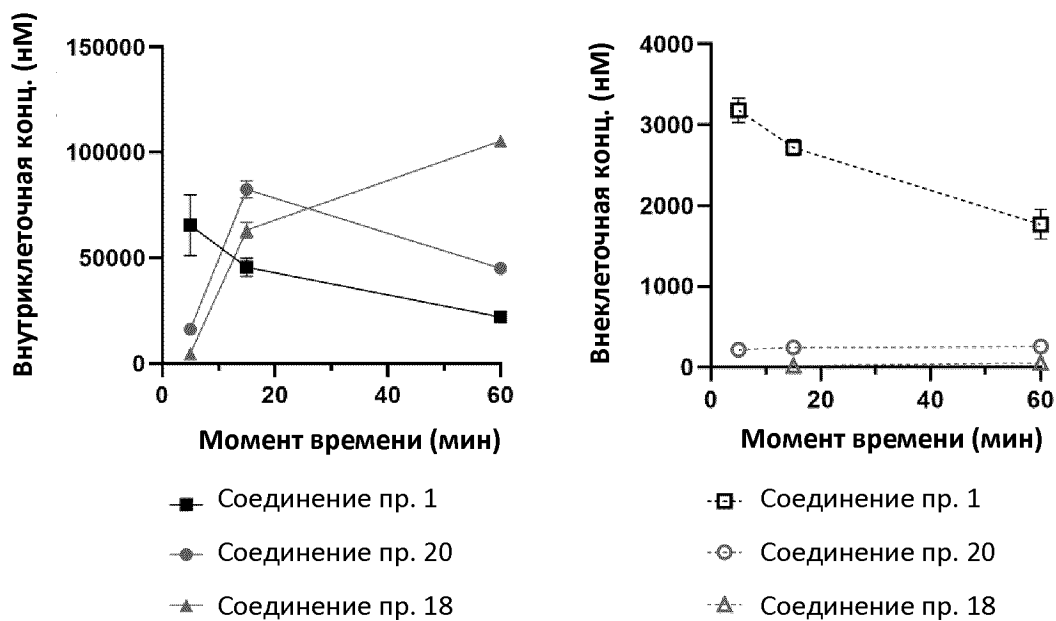 Внутриклеточная конц. (нМ)
150000
100000
50000
0
0
20
40
60
Момент времени (мин)
Соединение пр. 1
Соединение пр. 20
Соединение пр. 18
Внеклеточная конц. (нМ)
4000
3000
2000
1000
0
0
20
40
60
Момент времени (мин)
Соединение пр. 1
Соединение пр. 20
Соединение пр. 18